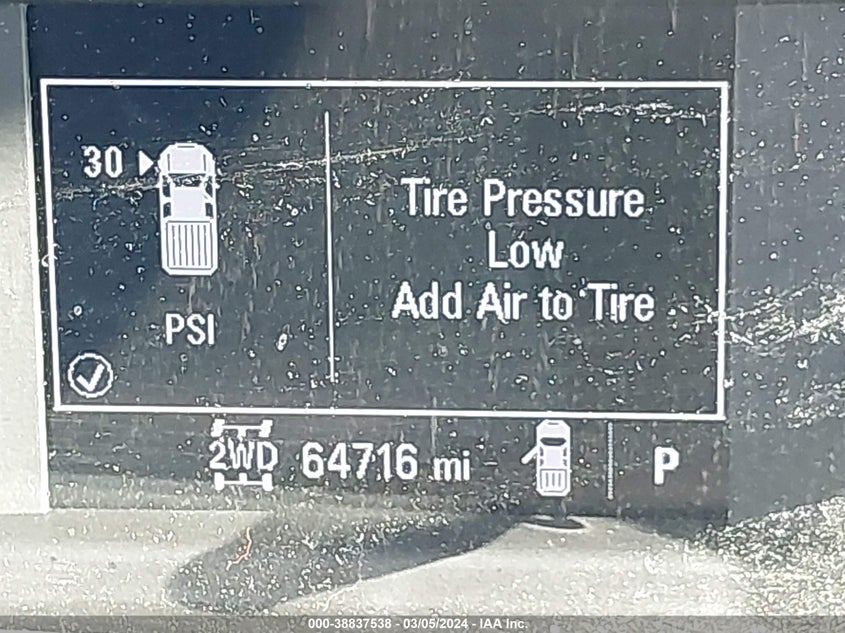 30
Tire Pressure
Low
Add Air to Tire
PSI
2WD 64716 mi P
000-38837538 - 03/05/2024 - IAA Inc.